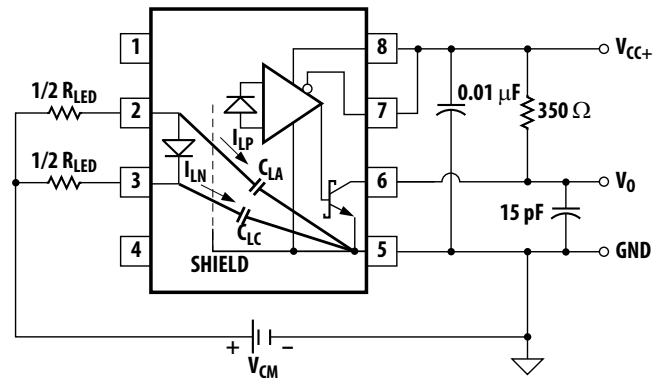 1
8
V_CC+
1/2 R_LED
0.01 μF
350 Ω
2
7
I_LP
1/2 R_LED
C_LA
I_LN
3
6
V_O
C_LC
15 pF
4
SHIELD
5
GND
+
−
V_CM